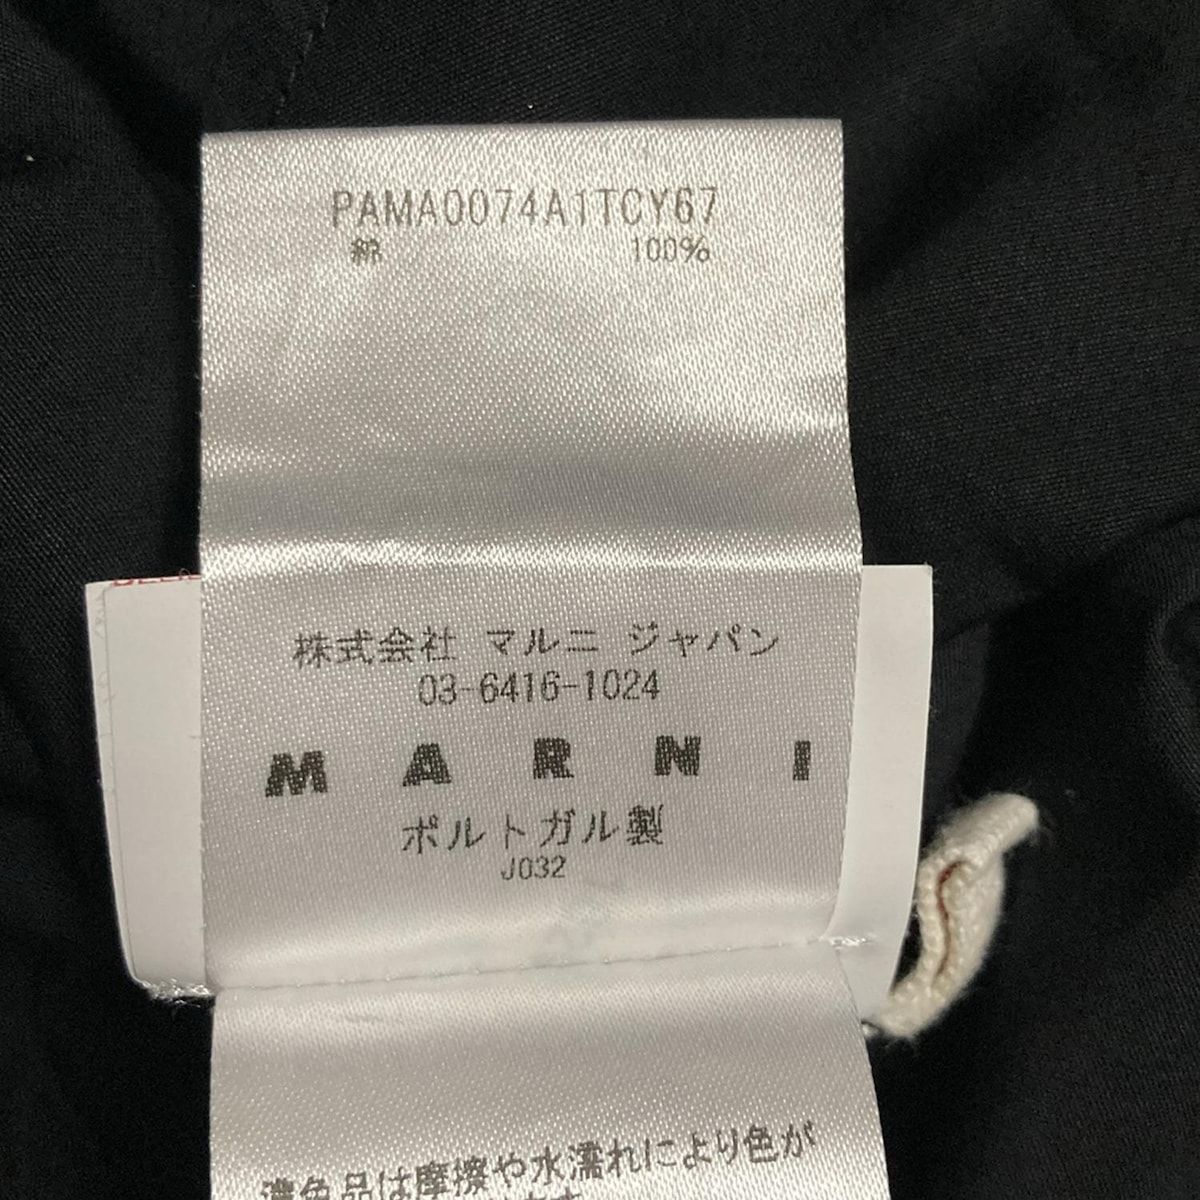 PAMA0074A1TCY67
綿 100%
株式会社 マルニ ジャパン
03-6416-1024
MARNI
ポルトガル製
J032
濃色品は摩擦や水濡れにより色が